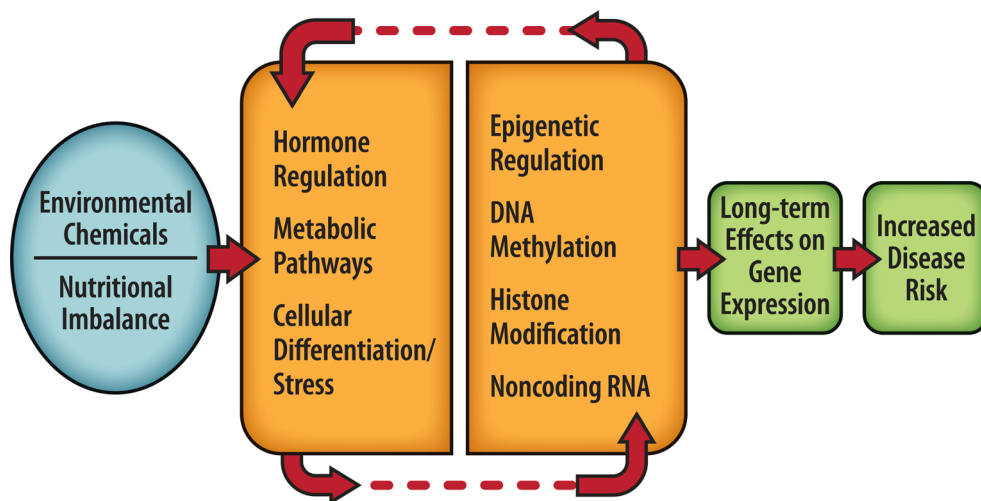 Environmental
Chemicals
Nutritional
Imbalance
Hormone
Regulation
Metabolic
Pathways
Cellular
Differentiation/
Stress
Epigenetic
Regulation
DNA
Methylation
Histone
Modification
Noncoding RNA
Long-term
Effects on
Gene
Expression
Increased
Disease
Risk